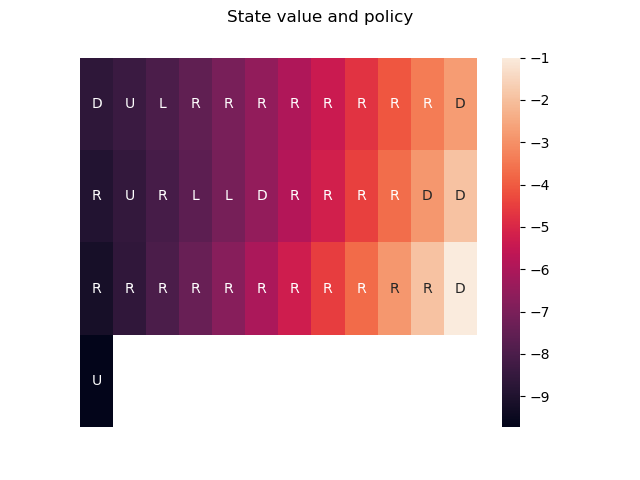 State value and policy
D U L R R R R R R R R D
R U R L L D R R R R D D
R R R R R R R R R R R D
U
−1
−2
−3
−4
−5
−6
−7
−8
−9